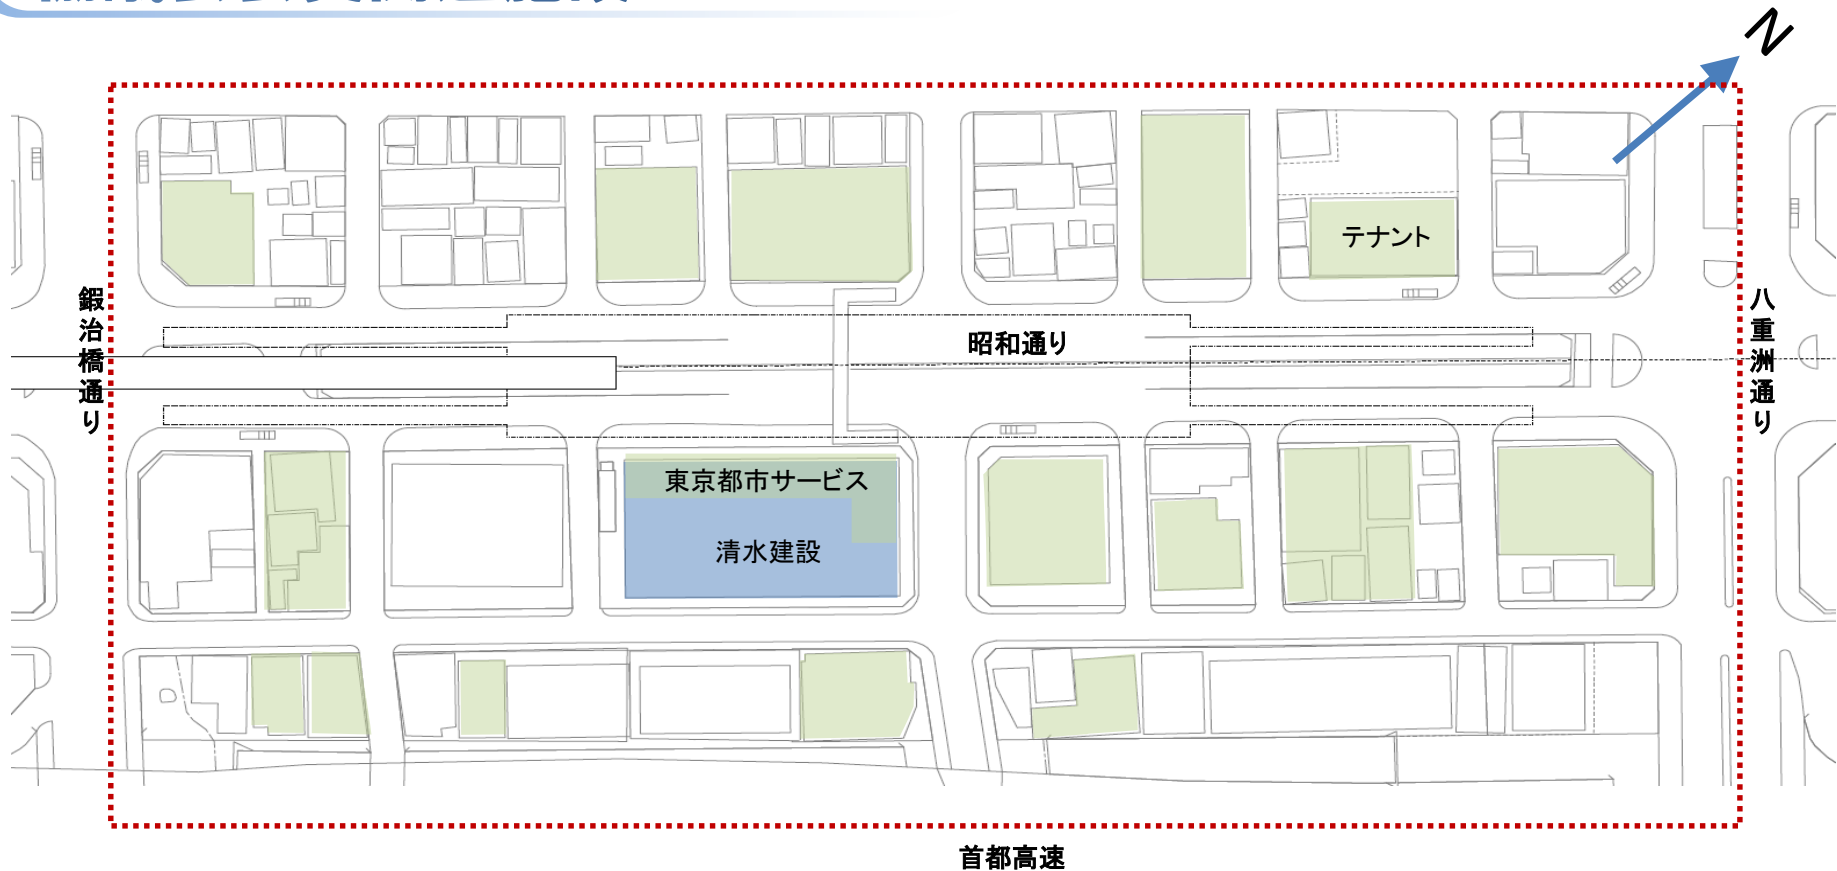 N
テナント
鍜治橋通り
昭和通り
八重洲通り
東京都市サービス
清水建設
首都高速